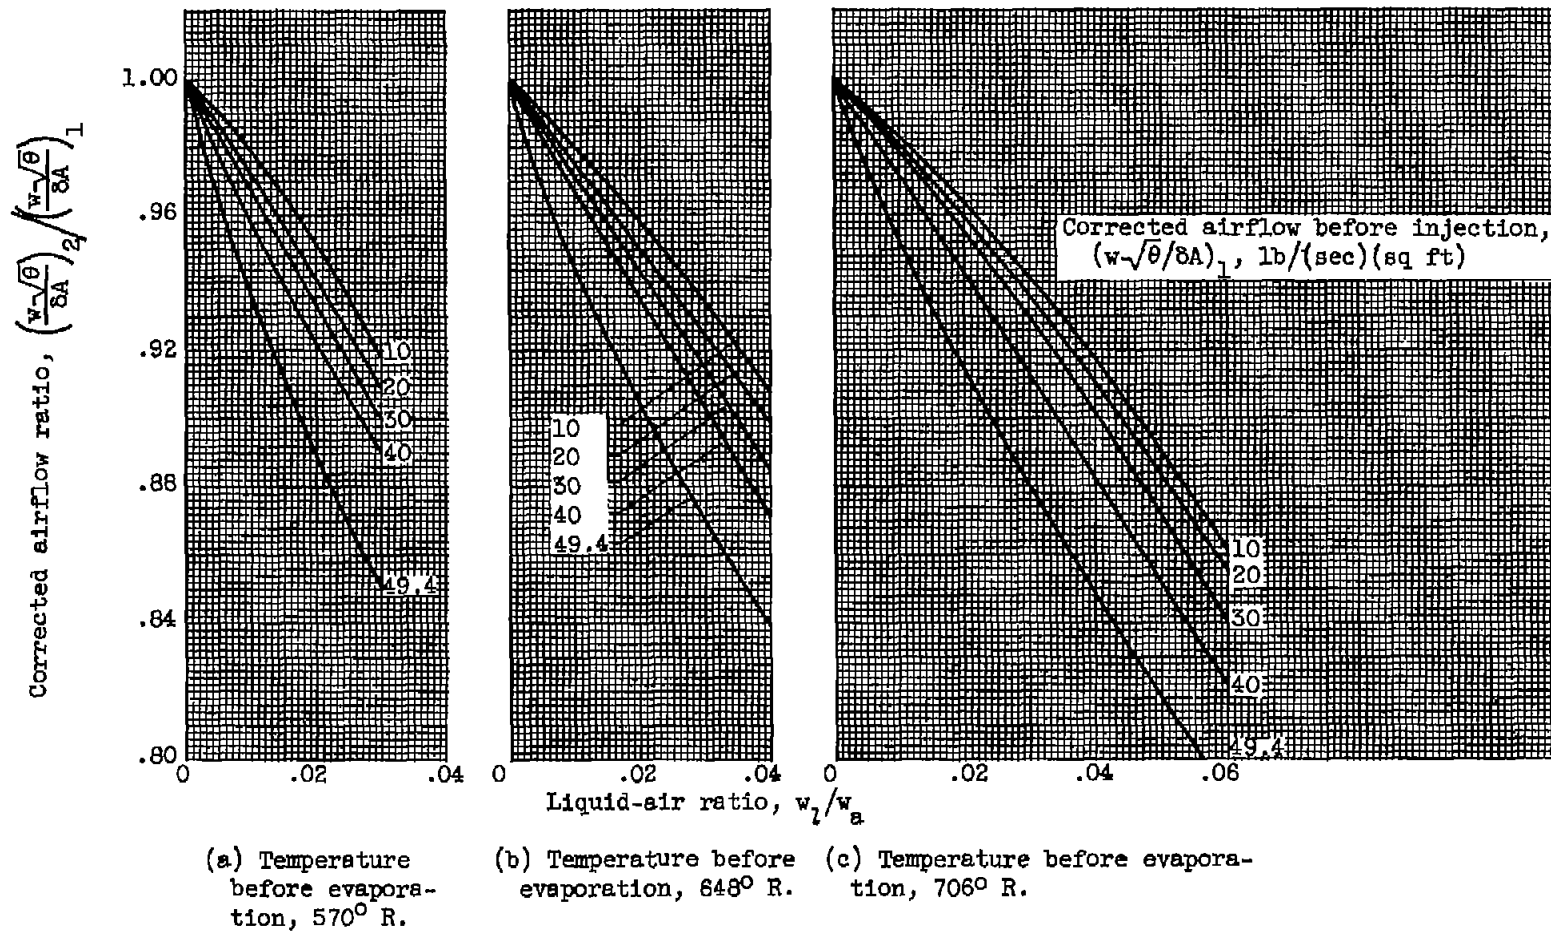 Corrected airflow ratio, (w√θ/δA)2/(w√θ/δA)1
1.00
.96
.92
.88
.84
.80
10
20
30
40
49.4
0
.02
.04
10
20
30
40
49.4
0
.02
.04
Corrected airflow before injection,
(w√θ/δA)1, lb/(sec)(sq ft)
10
20
30
40
49.4
0
.02
.04
.06
Liquid-air ratio, wl/wa
(a) Temperature
before evapora-
tion, 570° R.
(b) Temperature before
evaporation, 648° R.
(c) Temperature before evapora-
tion, 706° R.